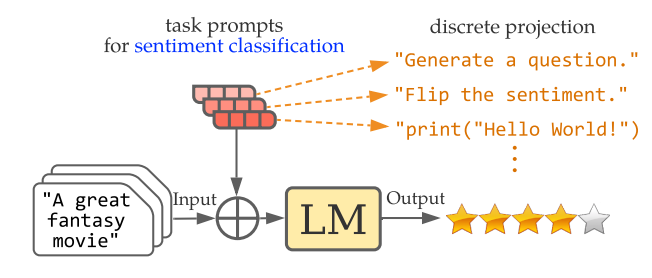 task prompts
for sentiment classification
discrete projection
"Generate a question."
"Flip the sentiment."
"print("Hello World!")
"A great
fantasy
movie"
Input
LM
Output